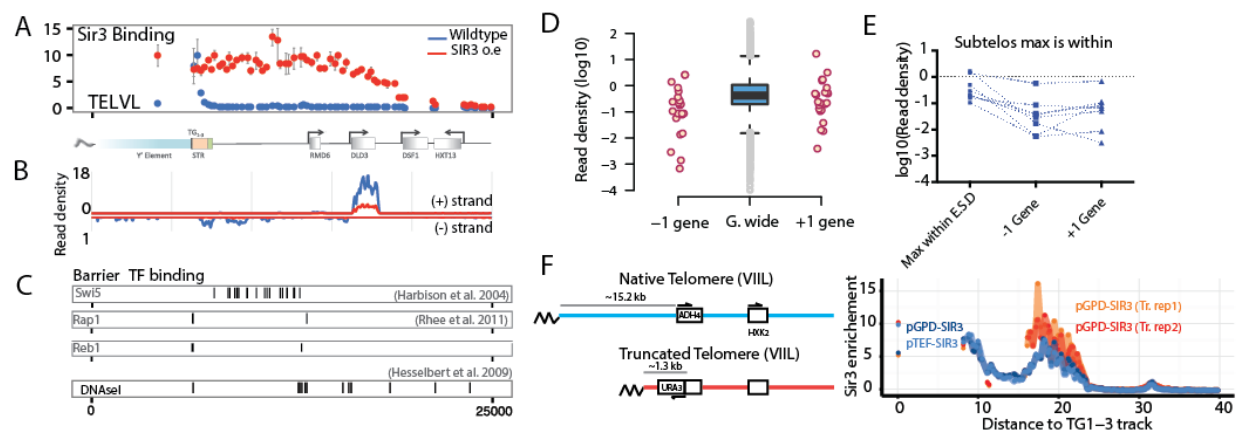 A
Sir3 Binding
Wildtype
SIR3 o.e
15
10
5
0
TELVL
TG1-3
Y' Element
STR
RMD6
DLD3
DSF1
HXT13
B
Read density
18
0
1
(+) strand
(-) strand
C
Barrier TF binding
Swi5
(Harbison et al. 2004)
Rap1
(Rhee et al. 2011)
Reb1
(Hesselbert et al. 2009)
DNAseI
0
25000
D
Read density (log10)
2
1
0
−1
−2
−3
−4
−1 gene
G. wide
+1 gene
E
Subtelos max is within
log10(Read density)
1
0
-1
-2
-3
-4
Max within E.S.D
-1 Gene
+1 Gene
F
Native Telomere (VIIL)
~15.2 kb
ADH4
HXK2
Truncated Telomere (VIIL)
~1.3 kb
URA3
Sir3 enrichment
15
10
5
0
pGPD-SIR3 (Tr. rep1)
pGPD-SIR3
pGPD-SIR3 (Tr. rep2)
pTEF-SIR3
0
10
20
30
40
Distance to TG1−3 track